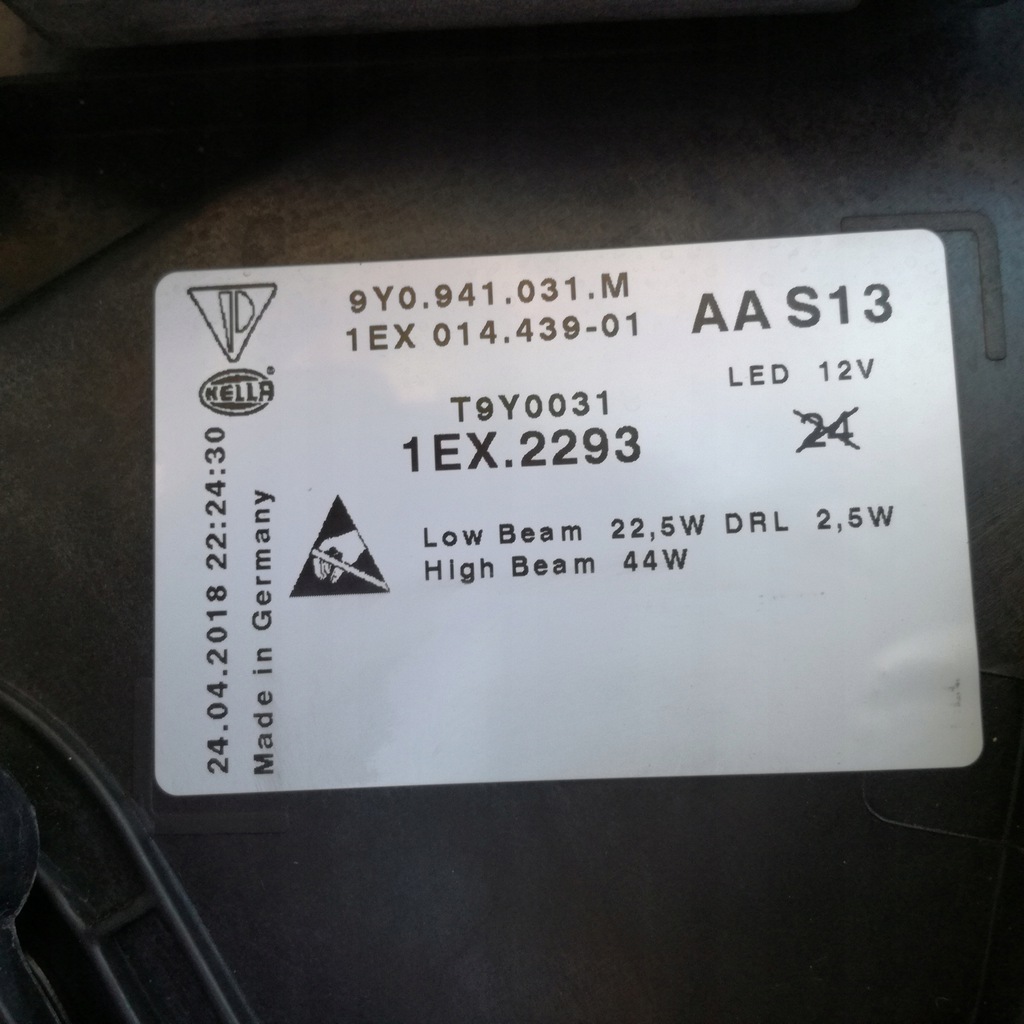 9Y0.941.031.M
1EX 014.439-01
AA S13
LED 12V
HELLA
T9Y0031
1EX.2293
24
Low Beam 22,5W DRL 2,5W
High Beam 44W
24.04.2018 22:24:30
Made in Germany